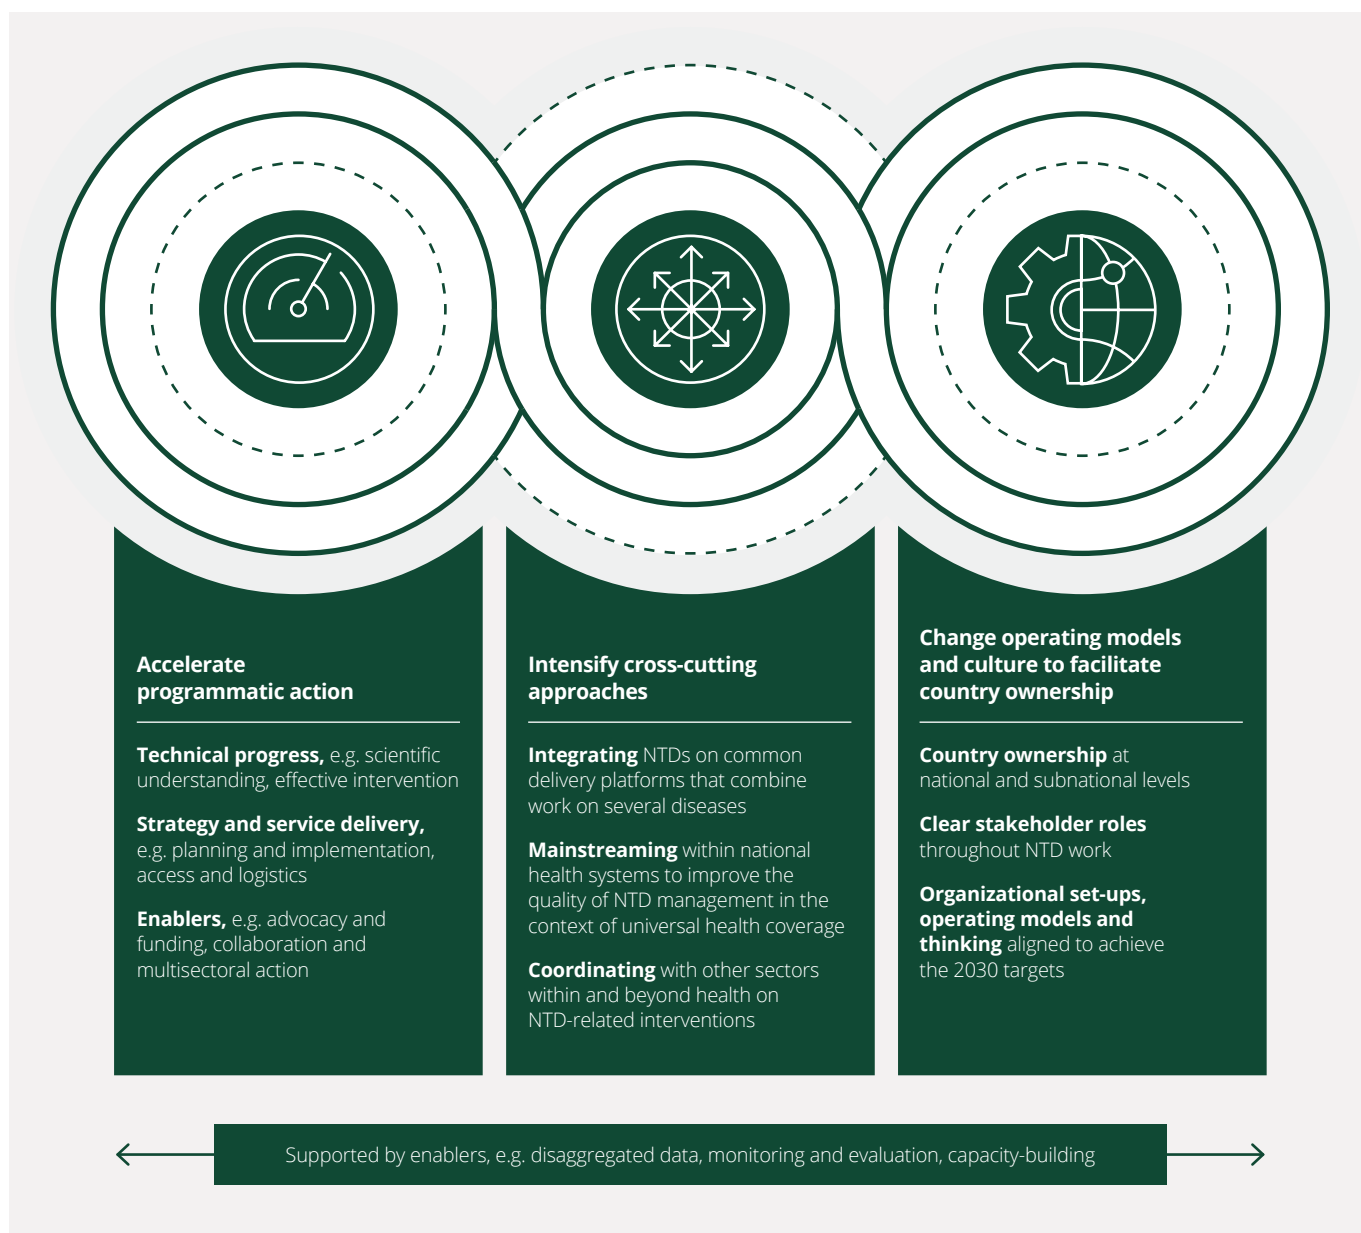 Accelerate
programmatic action
Technical progress, e.g. scientific
understanding, effective intervention
Strategy and service delivery,
e.g. planning and implementation,
access and logistics
Enablers, e.g. advocacy and
funding, collaboration and
multisectoral action
Intensify cross-cutting
approaches
Integrating NTDs on common
delivery platforms that combine
work on several diseases
Mainstreaming within national
health systems to improve the
quality of NTD management in the
context of universal health coverage
Coordinating with other sectors
within and beyond health on
NTD-related interventions
Change operating models
and culture to facilitate
country ownership
Country ownership at
national and subnational levels
Clear stakeholder roles
throughout NTD work
Organizational set-ups,
operating models and
thinking aligned to achieve
the 2030 targets
Supported by enablers, e.g. disaggregated data, monitoring and evaluation, capacity-building